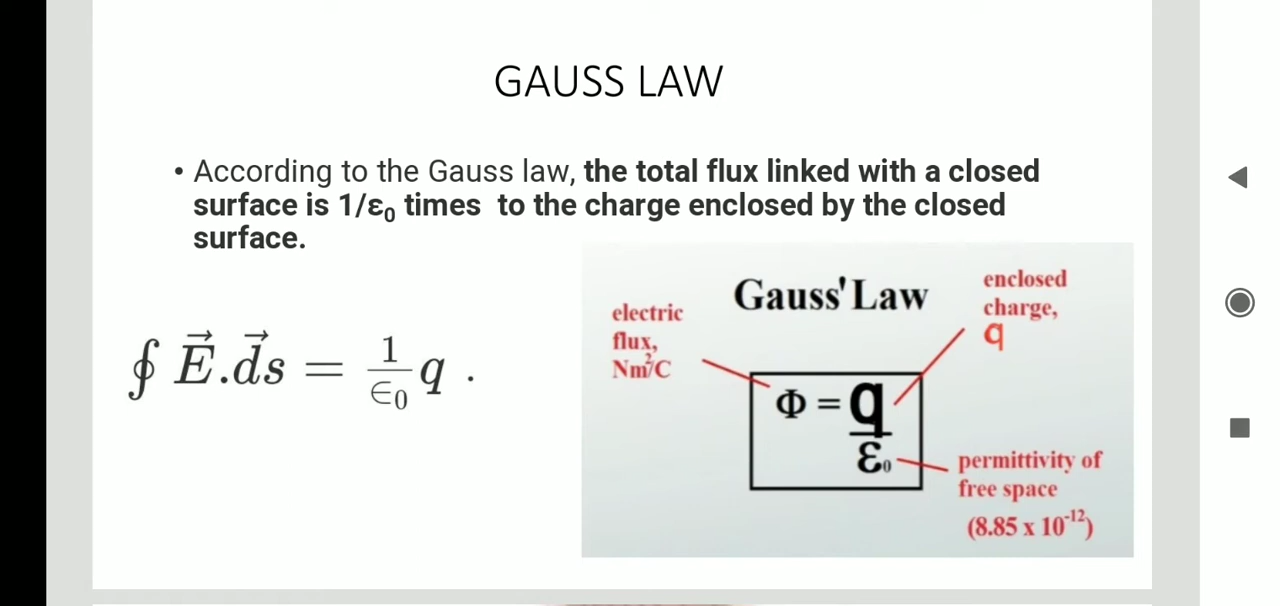 GAUSS LAW
• According to the Gauss law, the total flux linked with a closed
surface is 1/ε₀ times to the charge enclosed by the closed
surface.
∮ E⃗.d⃗s = 1/∈₀ q .
Gauss' Law
electric
flux,
Nm²/C
enclosed
charge,
q
Φ = q/ε₀
permittivity of
free space
(8.85 x 10⁻¹²)